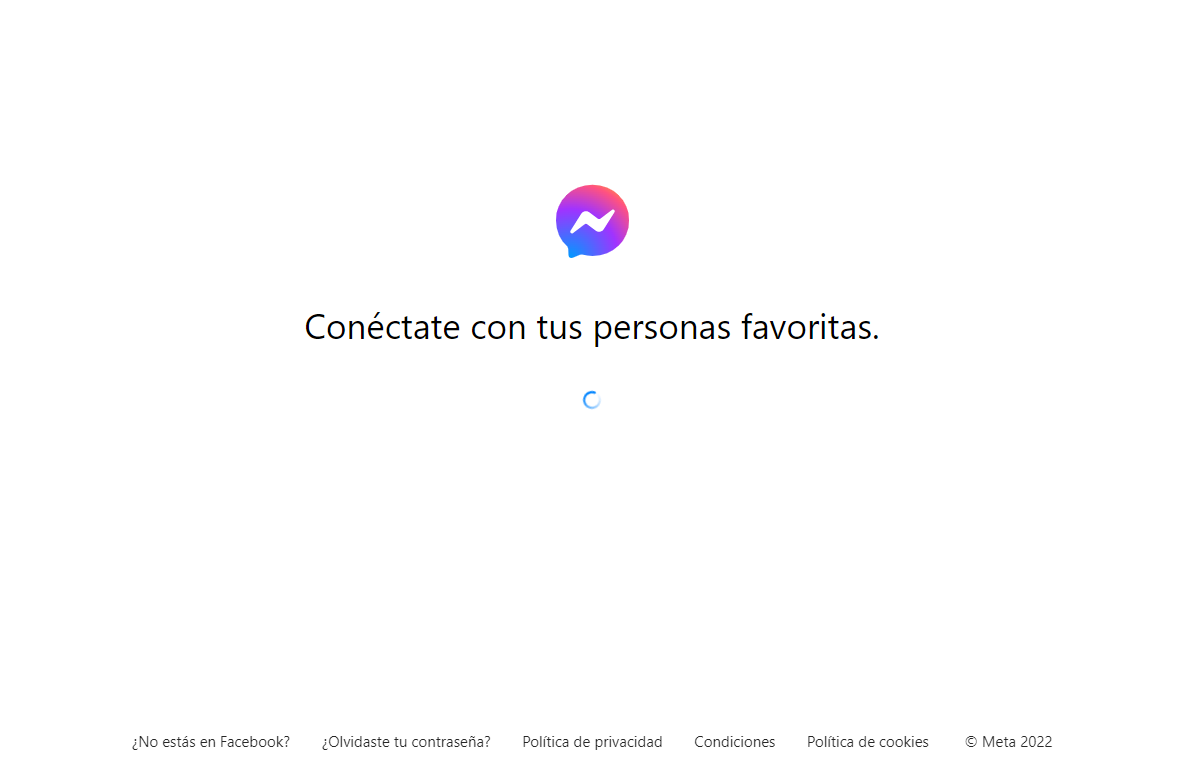 Conéctate con tus personas favoritas.
¿No estás en Facebook? ¿Olvidaste tu contraseña? Política de privacidad Condiciones Política de cookies © Meta 2022